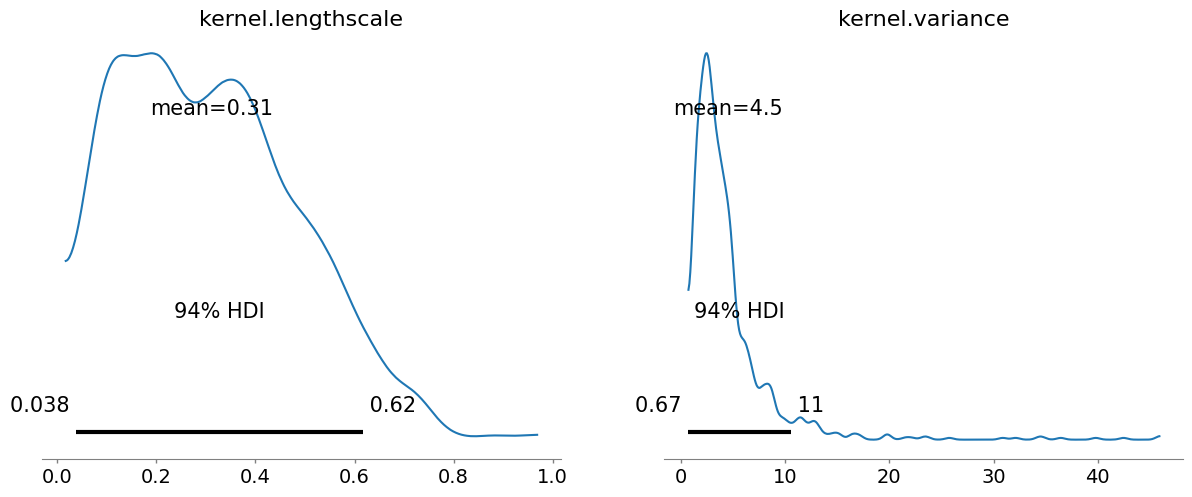 kernel.lengthscale
mean=0.31
94% HDI
0.038
0.62
0.0 0.2 0.4 0.6 0.8 1.0
kernel.variance
mean=4.5
94% HDI
0.67
11
0 10 20 30 40